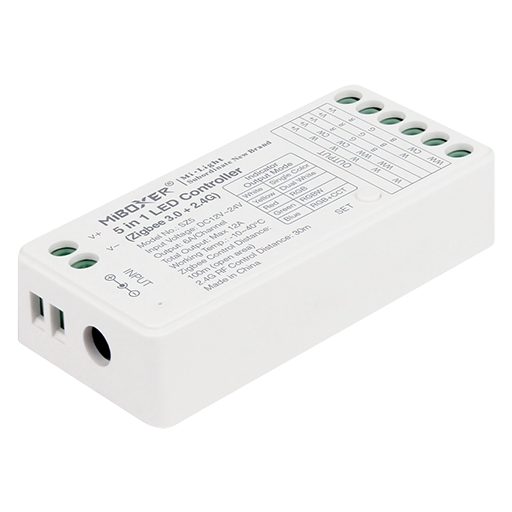 MIBOXER®
Mi·Light
Subordinate New Brand
5 in 1 LED Controller
(Zigbee 3.0 + 2.4G)
Model No.: SZ5
Input Voltage: DC12V~24V
Output: 6A/Channel
Total Output: Max 12A
Working Temp.: -10~40°C
Zigbee Control Distance:
100m (open area)
2.4G RF Control Distance: 30m
Made in China
Indicator Output Mode
White Single Color
Yellow Dual White
Red RGB
Green RGBW
Blue RGB+CCT
SET
OUTPUT
V+
V−
INPUT